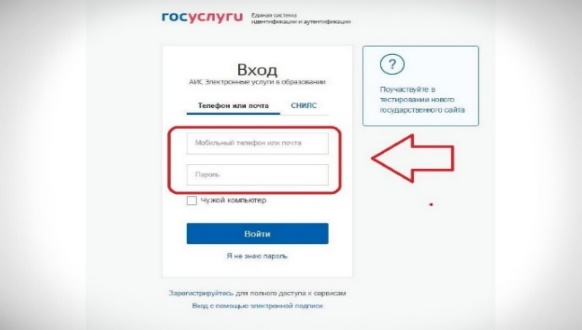 госуслуги
Единая система
идентификации и аутентификации
Вход
АИС Электронные услуги в образовании
Телефон или почта
СНИЛС
Мобильный телефон или почта
Пароль
Чужой компьютер
Войти
Я не знаю пароль
Зарегистрируйтесь для полного доступа к сервисам
Вход с помощью электронной подписи
?
Поучаствуйте в
тестировании нового
государственного сайта